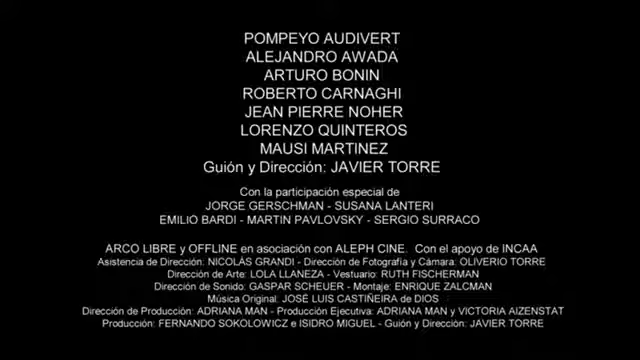 POMPEYO AUDIVERT
ALEJANDRO AWADA
ARTURO BONIN
ROBERTO CARNAGHI
JEAN PIERRE NOHER
LORENZO QUINTEROS
MAUSI MARTINEZ
Guión y Dirección: JAVIER TORRE
Con la participación especial de
JORGE GERSCHMAN - SUSANA LANTERI
EMILIO BARDI - MARTIN PAVLOVSKY - SERGIO SURRACO
ARCO LIBRE y OFFLINE en asociación con ALEPH CINE. Con el apoyo de INCAA
Asistencia de Dirección: NICOLÁS GRANDI - Dirección de Fotografía y Cámara: OLIVERIO TORRE
Dirección de Arte: LOLA LLANEZA - Vestuario: RUTH FISCHERMAN
Dirección de Sonido: GASPAR SCHEUER - Montaje: ENRIQUE ZALCMAN
Música Original: JOSÉ LUIS CASTIÑEIRA de DIOS
Dirección de Producción: ADRIANA MAN - Producción Ejecutiva: ADRIANA MAN y VICTORIA AIZENSTAT
Producción: FERNANDO SOKOLOWICZ e ISIDRO MIGUEL - Guión y Dirección: JAVIER TORRE